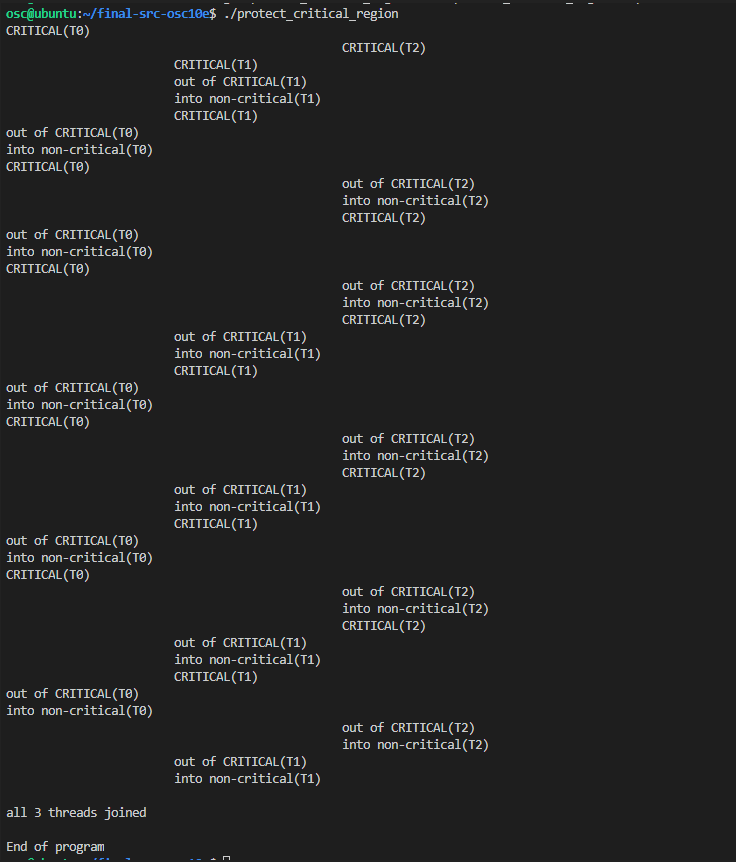 osc@ubuntu:~/final-src-osc10e$ ./protect_critical_region
CRITICAL(T0)
CRITICAL(T2)
CRITICAL(T1)
out of CRITICAL(T1)
into non-critical(T1)
CRITICAL(T1)
out of CRITICAL(T0)
into non-critical(T0)
CRITICAL(T0)
out of CRITICAL(T2)
into non-critical(T2)
CRITICAL(T2)
out of CRITICAL(T0)
into non-critical(T0)
CRITICAL(T0)
out of CRITICAL(T2)
into non-critical(T2)
CRITICAL(T2)
out of CRITICAL(T1)
into non-critical(T1)
CRITICAL(T1)
out of CRITICAL(T0)
into non-critical(T0)
CRITICAL(T0)
out of CRITICAL(T2)
into non-critical(T2)
CRITICAL(T2)
out of CRITICAL(T1)
into non-critical(T1)
CRITICAL(T1)
out of CRITICAL(T0)
into non-critical(T0)
CRITICAL(T0)
out of CRITICAL(T2)
into non-critical(T2)
CRITICAL(T2)
out of CRITICAL(T1)
into non-critical(T1)
CRITICAL(T1)
out of CRITICAL(T0)
into non-critical(T0)
out of CRITICAL(T2)
into non-critical(T2)
out of CRITICAL(T1)
into non-critical(T1)
all 3 threads joined
End of program